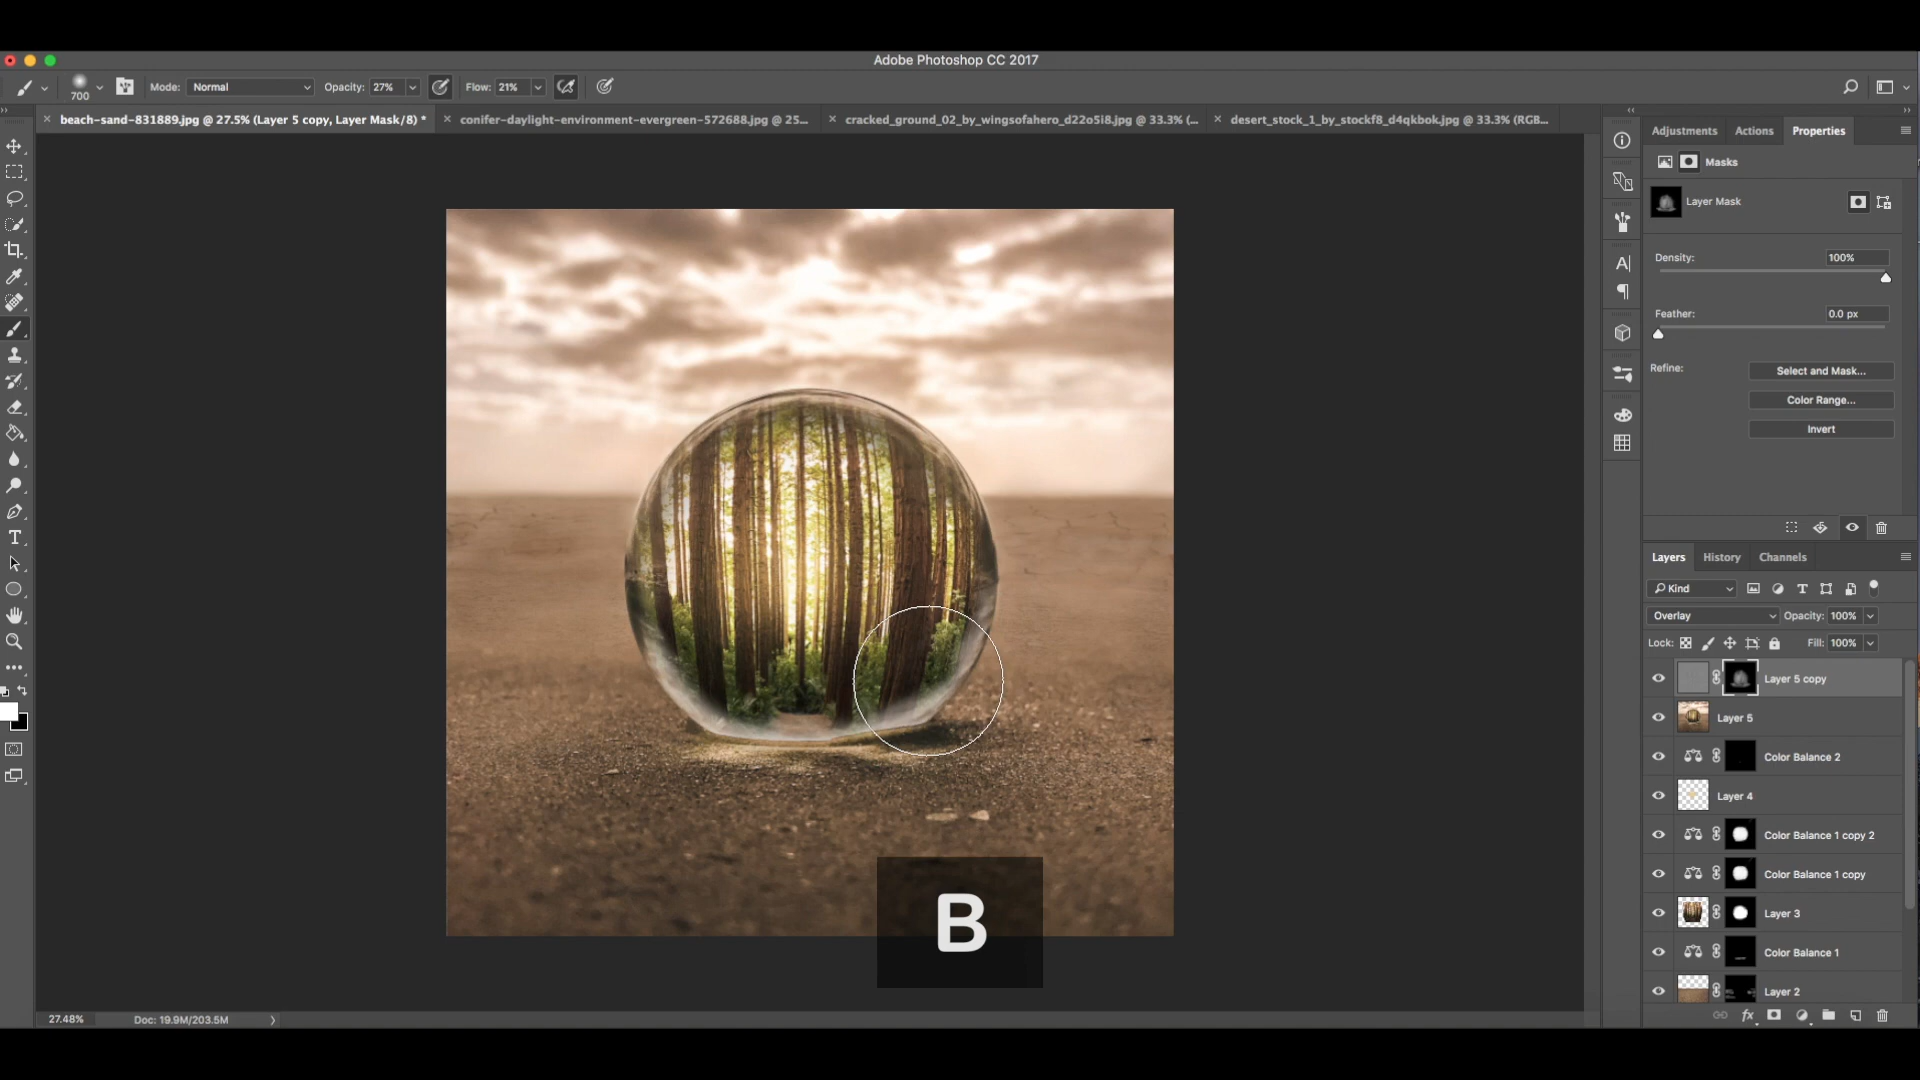 Adobe Photoshop CC 2017
700 Mode: Normal Opacity: 27% Flow: 21%
beach-sand-831889.jpg @ 27.5% (Layer 5 copy, Layer Mask/8) * conifer-daylight-environment-evergreen-572688.jpg @ 25... cracked_ground_02_by_wingsofahero_d22o5i8.jpg @ 33.3% (... desert_stock_1_by_stockf8_d4qkbok.jpg @ 33.3% (RGB...
Adjustments Actions Properties
Masks
Layer Mask
Density: 100%
Feather: 0.0 px
Refine: Select and Mask...
Color Range...
Invert
Layers History Channels
Kind
Overlay Opacity: 100%
Lock: Fill: 100%
Layer 5 copy
Layer 5
Color Balance 2
Layer 4
Color Balance 1 copy 2
Color Balance 1 copy
Layer 3
Color Balance 1
Layer 2
fx
B
27.48% Doc: 19.9M/203.5M